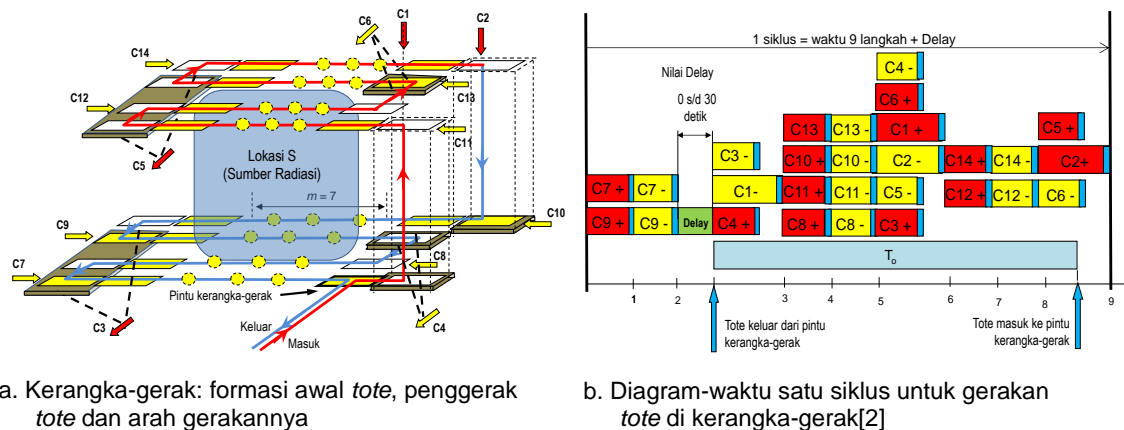 C6
C1
C2
C14
C12
C13
C11
C5
Lokasi S
(Sumber Radiasi)
m = 7
C9
C10
C7
C8
Pintu kerangka-gerak
C3
Keluar
Masuk
C4
a. Kerangka-gerak: formasi awal tote, penggerak
tote dan arah gerakannya
1 siklus = waktu 9 langkah + Delay
Nilai Delay
0 s/d 30
detik
C4 -
C6 +
C13 C13 - C1 + C5 +
C3 - C10 + C10 - C2 - C14 + C14 - C2+
C7 + C7 - C1- C11 + C11 - C5 - C12 + C12 - C6 -
C9 + C9 - Delay C4 + C8 + C8 - C3 +
To
1 2 3 4 5 6 7 8 9
Tote keluar dari pintu
kerangka-gerak
Tote masuk ke pintu
kerangka-gerak
b. Diagram-waktu satu siklus untuk gerakan
tote di kerangka-gerak[2]